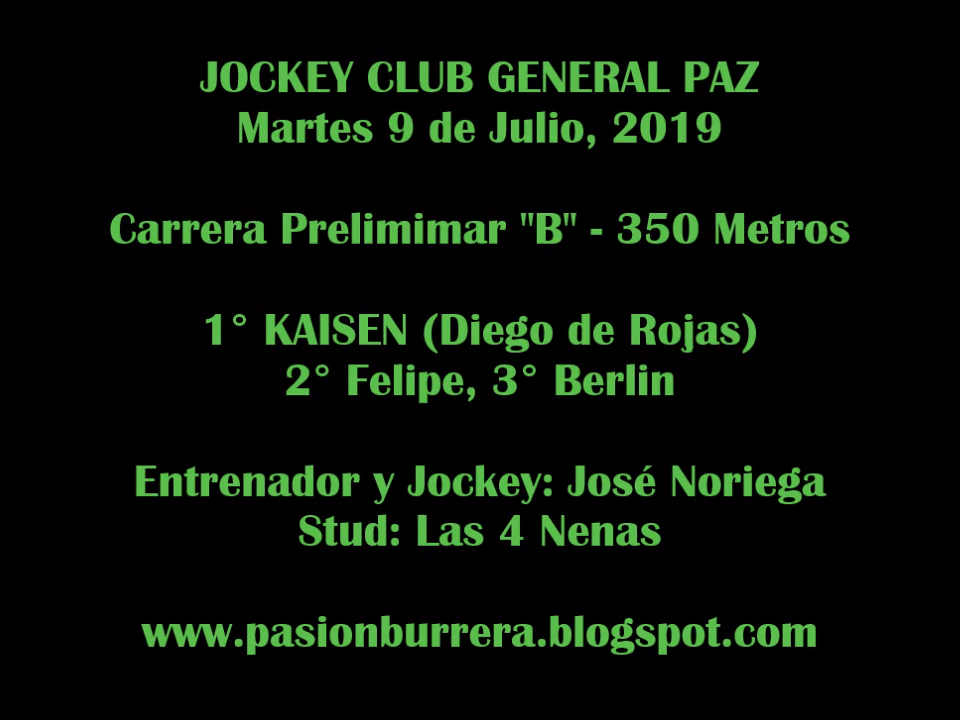 JOCKEY CLUB GENERAL PAZ
Martes 9 de Julio, 2019
Carrera Prelimimar "B" - 350 Metros
1° KAISEN (Diego de Rojas)
2° Felipe, 3° Berlin
Entrenador y Jockey: José Noriega
Stud: Las 4 Nenas
www.pasionburrera.blogspot.com